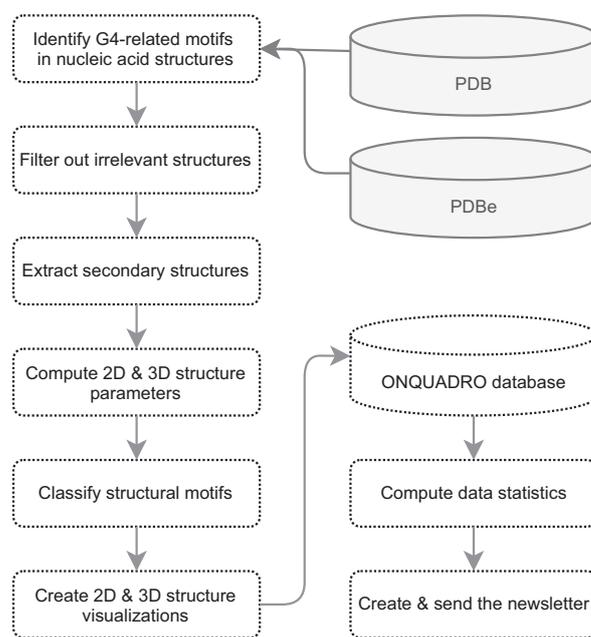 Identify G4-related motifs
in nucleic acid structures
PDB
Filter out irrelevant structures
PDBe
Extract secondary structures
Compute 2D & 3D structure
parameters
ONQUADRO database
Classify structural motifs
Compute data statistics
Create 2D & 3D structure
visualizations
Create & send the newsletter